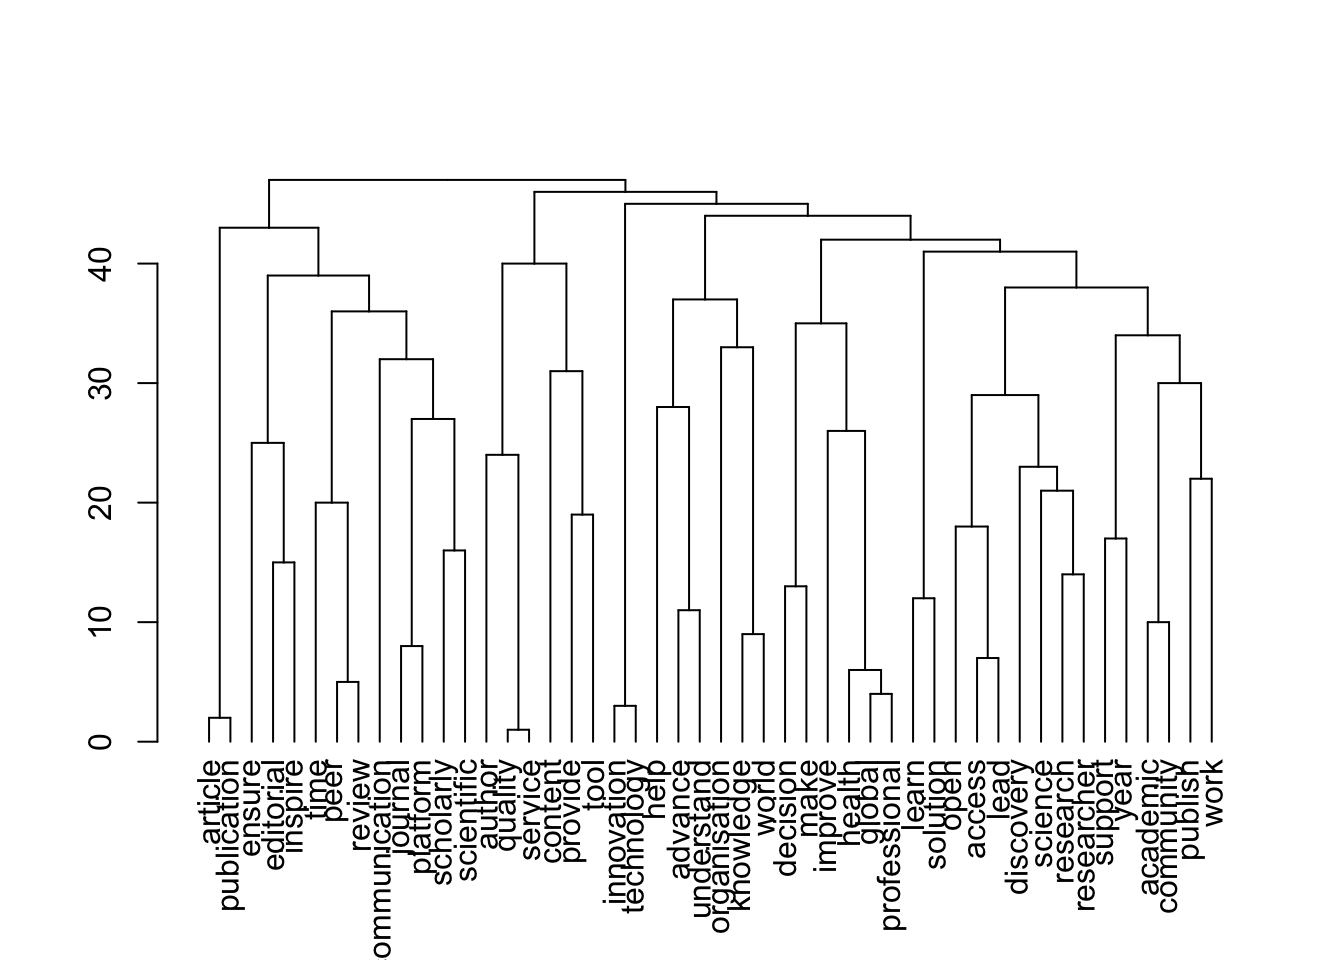 40
30
20
10
0
article
publication
ensure
editorial
inspire
time
peer
review
ommunication
journal
platform
scholarly
scientific
author
quality
service
content
provide
tool
innovation
technology
help
advance
understand
organisation
knowledge
world
decision
make
improve
health
global
professional
learn
solution
open
access
lead
discovery
science
research
researcher
support
year
academic
community
publish
work